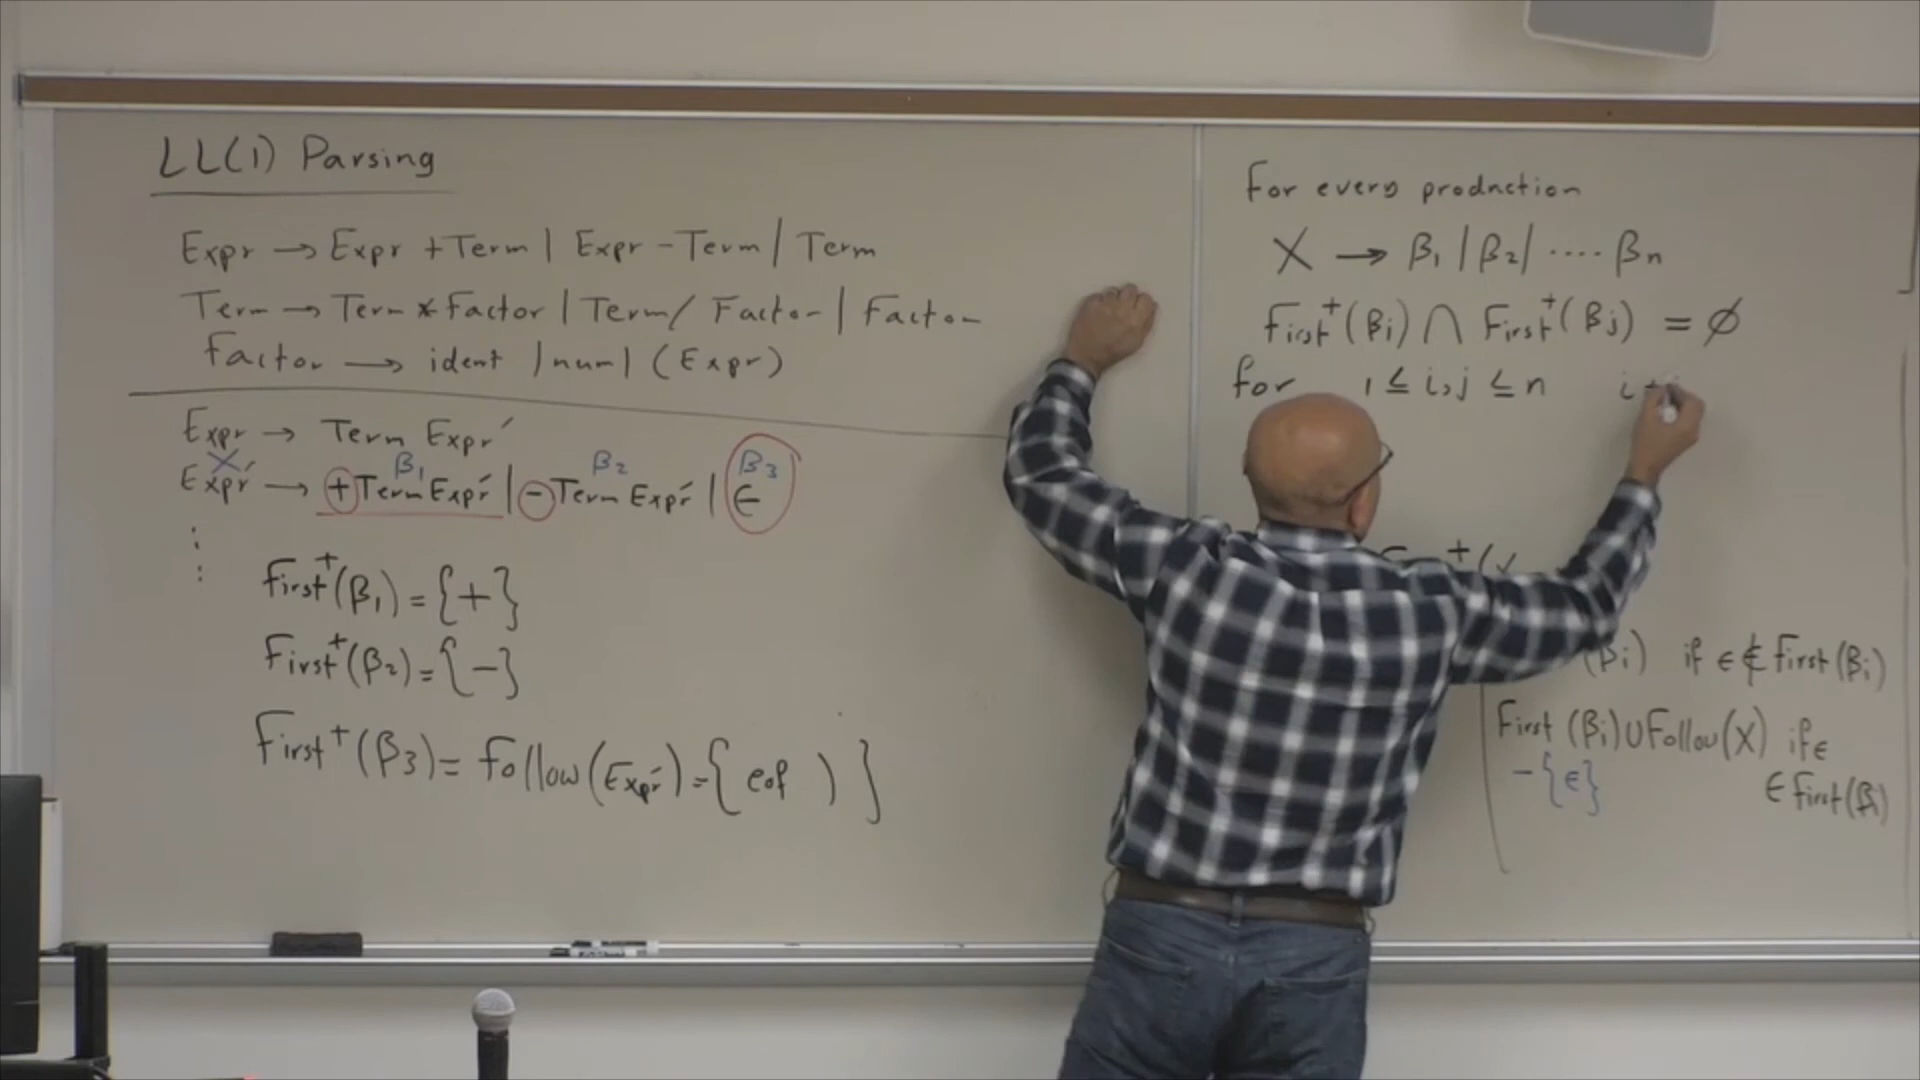 LL(1) Parsing
Expr → Expr + Term | Expr - Term | Term
Term → Term * Factor | Term / Factor | Factor
Factor → ident | num | (Expr)
Expr → Term Expr′
X β1 β2 β3
Expr′ → + Term Expr′ | - Term Expr′ | ϵ
First⁺(β1) = {+}
First⁺(β2) = {-}
First⁺(β3) = Follow(Expr′) = { eof ) }
For every production
X → β1 | β2 | .... βn
First⁺(βi) ∩ First⁺(βj) = ∅
for 1 ≤ i, j ≤ n i
(βi) if ϵ ∉ First(βi)
First (βi) ∪ Follow(X) if ϵ
- {ϵ} ∈ First(βi)